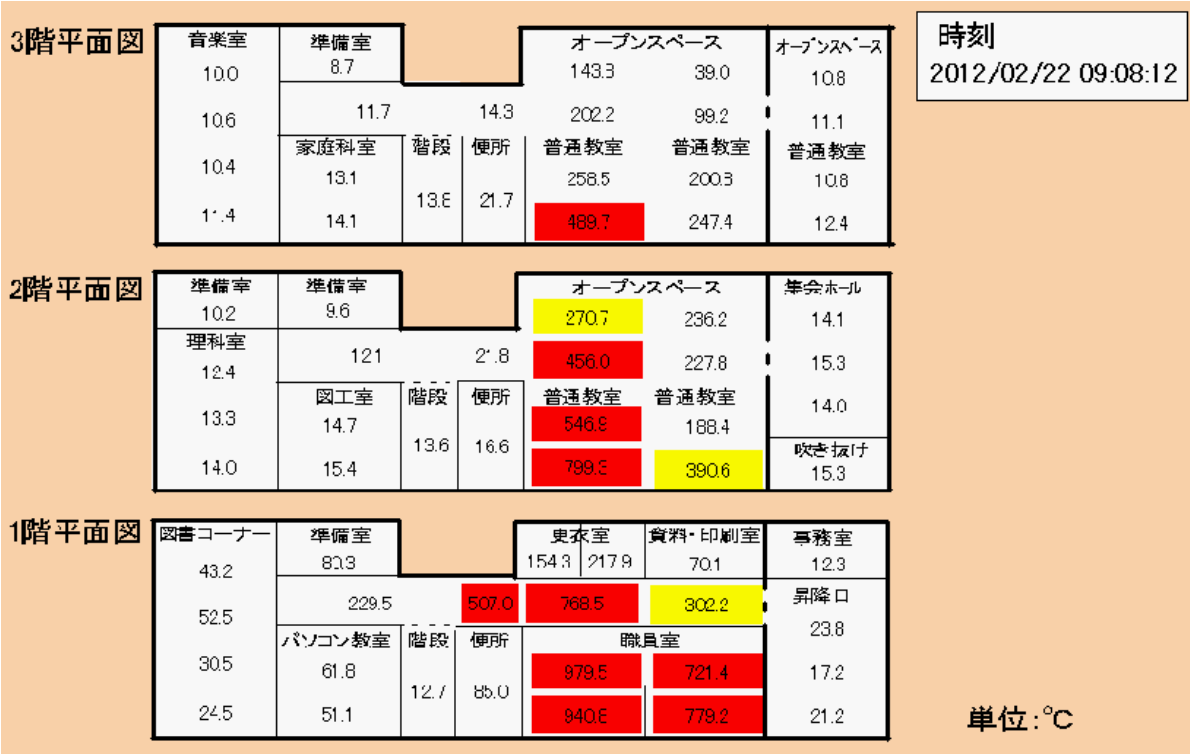 3階平面図
時刻
2012/02/22 09:08:12
音楽室 準備室 オープンスペース オープンスペース
8.7 143.3 39.0
10.0 10.8
11.7 14.3 202.2 99.2
10.6 11.1
家庭科室 階段 便所 普通教室 普通教室 普通教室
10.4 13.1 258.5 200.3 10.8
13.8 21.7
11.4 14.1 489.7 247.4 12.4
2階平面図
準備室 準備室 オープンスペース 集会ホール
10.2 9.6 270.7 236.2 14.1
理科室
12.1 21.8 456.0 227.8 15.3
12.4
図工室 階段 便所 普通教室 普通教室
14.0
13.3 14.7 546.9 188.4
13.6 16.6
吹き抜け
14.0 15.4 799.3 390.6 15.3
1階平面図
図書コーナー 準備室 更衣室 資料・印刷室 事務室
80.3 154.3 217.9 70.1 12.3
43.2
昇降口
229.5 507.0 768.5 302.2
52.5
23.8
パソコン教室 階段 便所 職員室
30.5 61.8 979.5 721.4 17.2
12.7 85.0
24.5 51.1 940.8 779.2 21.2
単位:℃